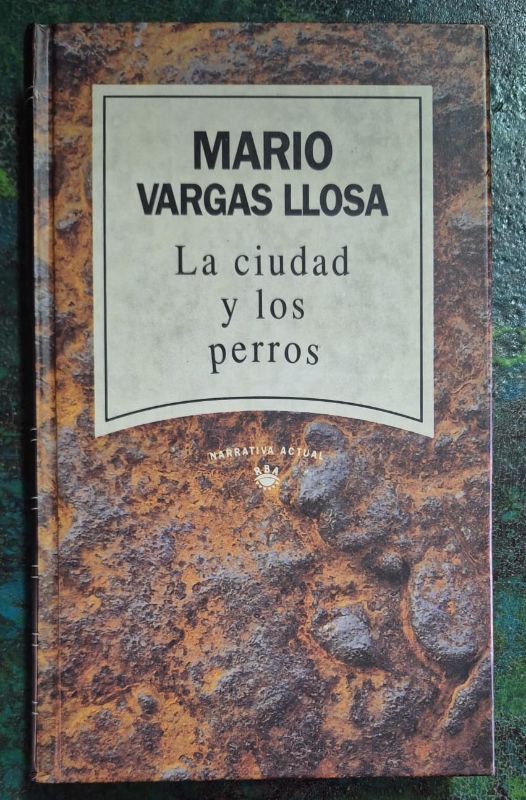 MARIO
VARGAS LLOSA
La ciudad
y los
perros
NARRATIVA ACTUAL
RBA